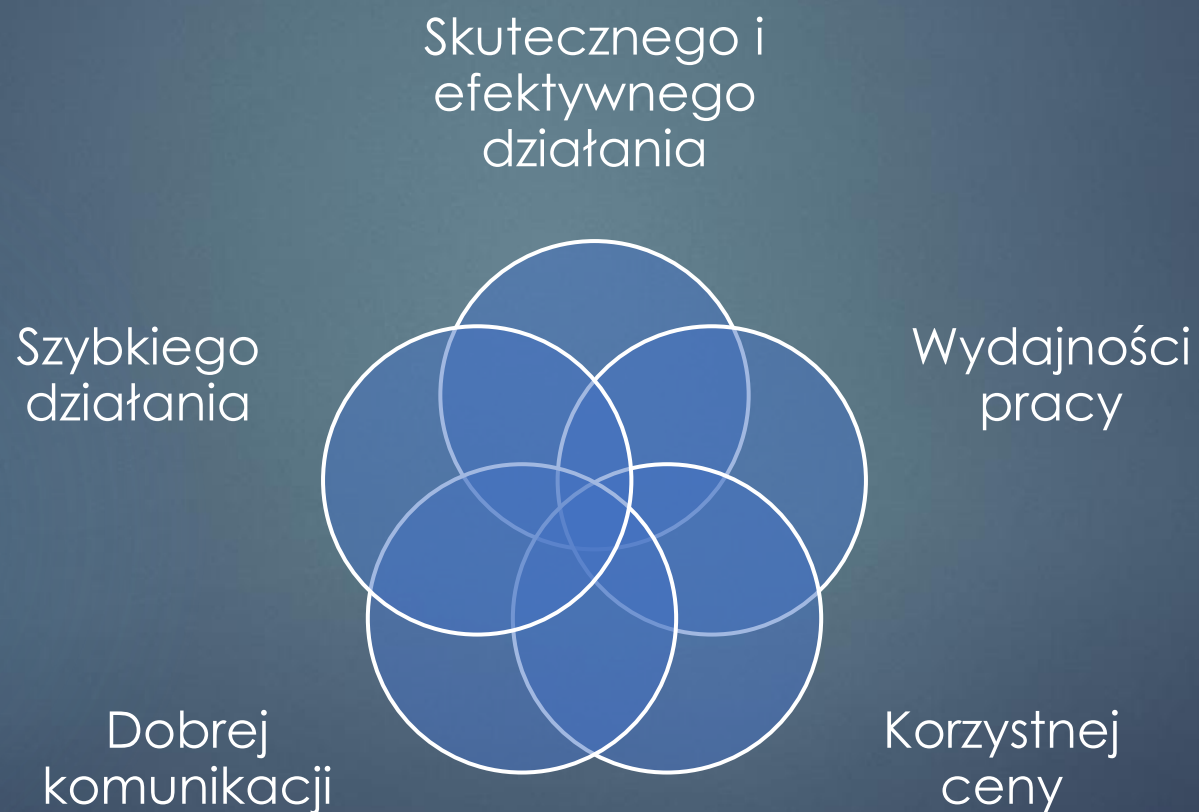 Skutecznego i
efektywnego
działania
Szybkiego
działania
Wydajności
pracy
Dobrej
komunikacji
Korzystnej
ceny